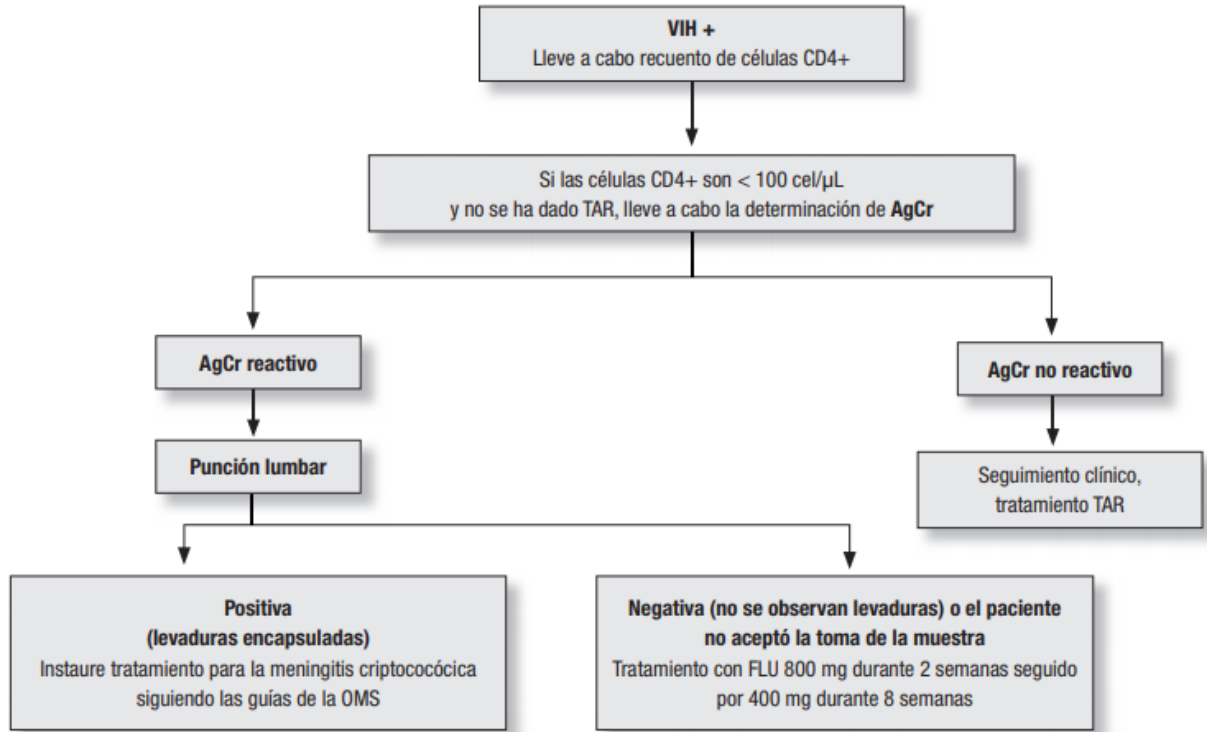 VIH +
Lleve a cabo recuento de células CD4+
Si las células CD4+ son < 100 cel/µL
y no se ha dado TAR, lleve a cabo la determinación de AgCr
AgCr reactivo
AgCr no reactivo
Punción lumbar
Seguimiento clínico,
tratamiento TAR
Positiva
(levaduras encapsuladas)
Instaure tratamiento para la meningitis criptococócica
siguiendo las guías de la OMS
Negativa (no se observan levaduras) o el paciente
no aceptó la toma de la muestra
Tratamiento con FLU 800 mg durante 2 semanas seguido
por 400 mg durante 8 semanas